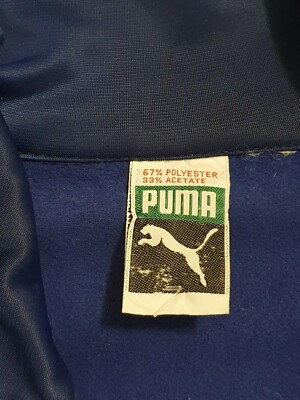 67% POLYESTER
33% ACETATE
PUMA